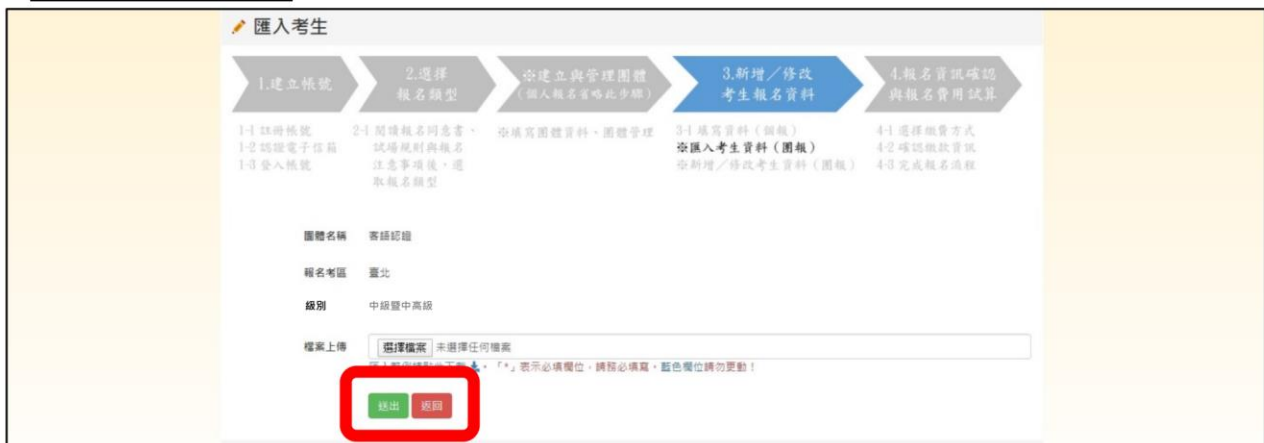 匯入考生
1.建立帳號
2.選擇
報名類型
※建立與管理團體
(個人報名省略此步驟)
3.新增／修改
考生報名資料
4.報名資訊確認
與報名費用試算
1-1 註冊帳號
1-2 認證電子信箱
1-3 登入帳號
2-1 閱讀報名同意書、
試場規則與報名
注意事項後，選
取報名類型
※填寫團體資料、團體管理
3-1 填寫資料（個報）
※匯入考生資料（團報）
※新增／修改考生資料（團報）
4-1 選擇繳費方式
4-2 確認繳款資訊
4-3 完成報名流程
團體名稱 客語認證
報名考區 臺北
級別 中級暨中高級
檔案上傳 選擇檔案 未選擇任何檔案
「*」表示必填欄位，請務必填寫，藍色欄位請勿更動！
送出 返回